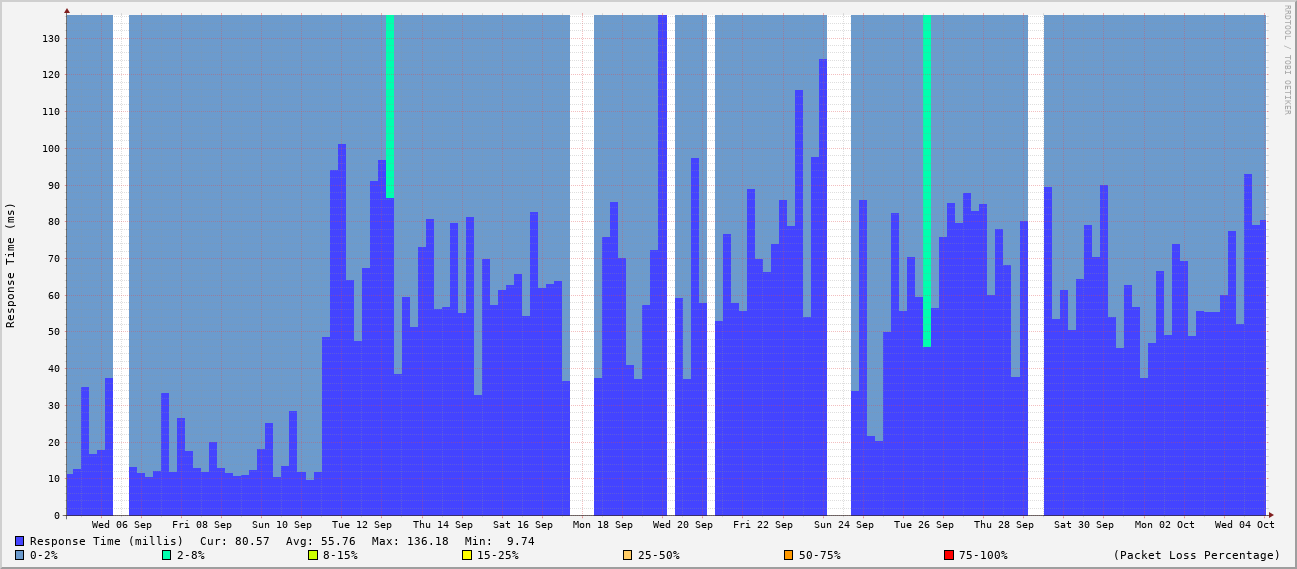 RRDTOOL / TOBI OETIKER
Response Time (ms)
130
120
110
100
90
80
70
60
50
40
30
20
10
0
Wed 06 Sep Fri 08 Sep Sun 10 Sep Tue 12 Sep Thu 14 Sep Sat 16 Sep Mon 18 Sep Wed 20 Sep Fri 22 Sep Sun 24 Sep Tue 26 Sep Thu 28 Sep Sat 30 Sep Mon 02 Oct Wed 04 Oct
Response Time (millis) Cur: 80.57 Avg: 55.76 Max: 136.18 Min: 9.74
0-2% 2-8% 8-15% 15-25% 25-50% 50-75% 75-100% (Packet Loss Percentage)